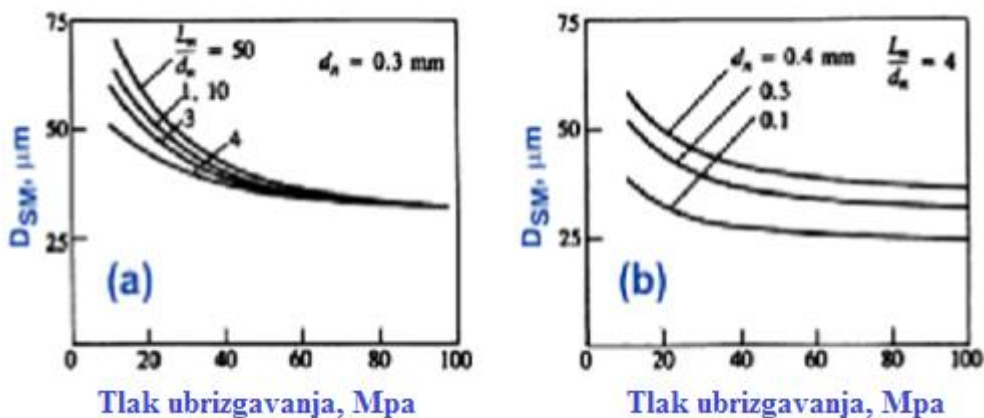 75
50
25
0 20 40 60 80 100
D_SM, μm
L_n/d_n = 50
1, 10
3
4
d_n = 0.3 mm
(a)
Tlak ubrizgavanja, Mpa
75
50
25
0 20 40 60 80 100
D_SM, μm
d_n = 0.4 mm
0.3
0.1
L_n/d_n = 4
(b)
Tlak ubrizgavanja, Mpa